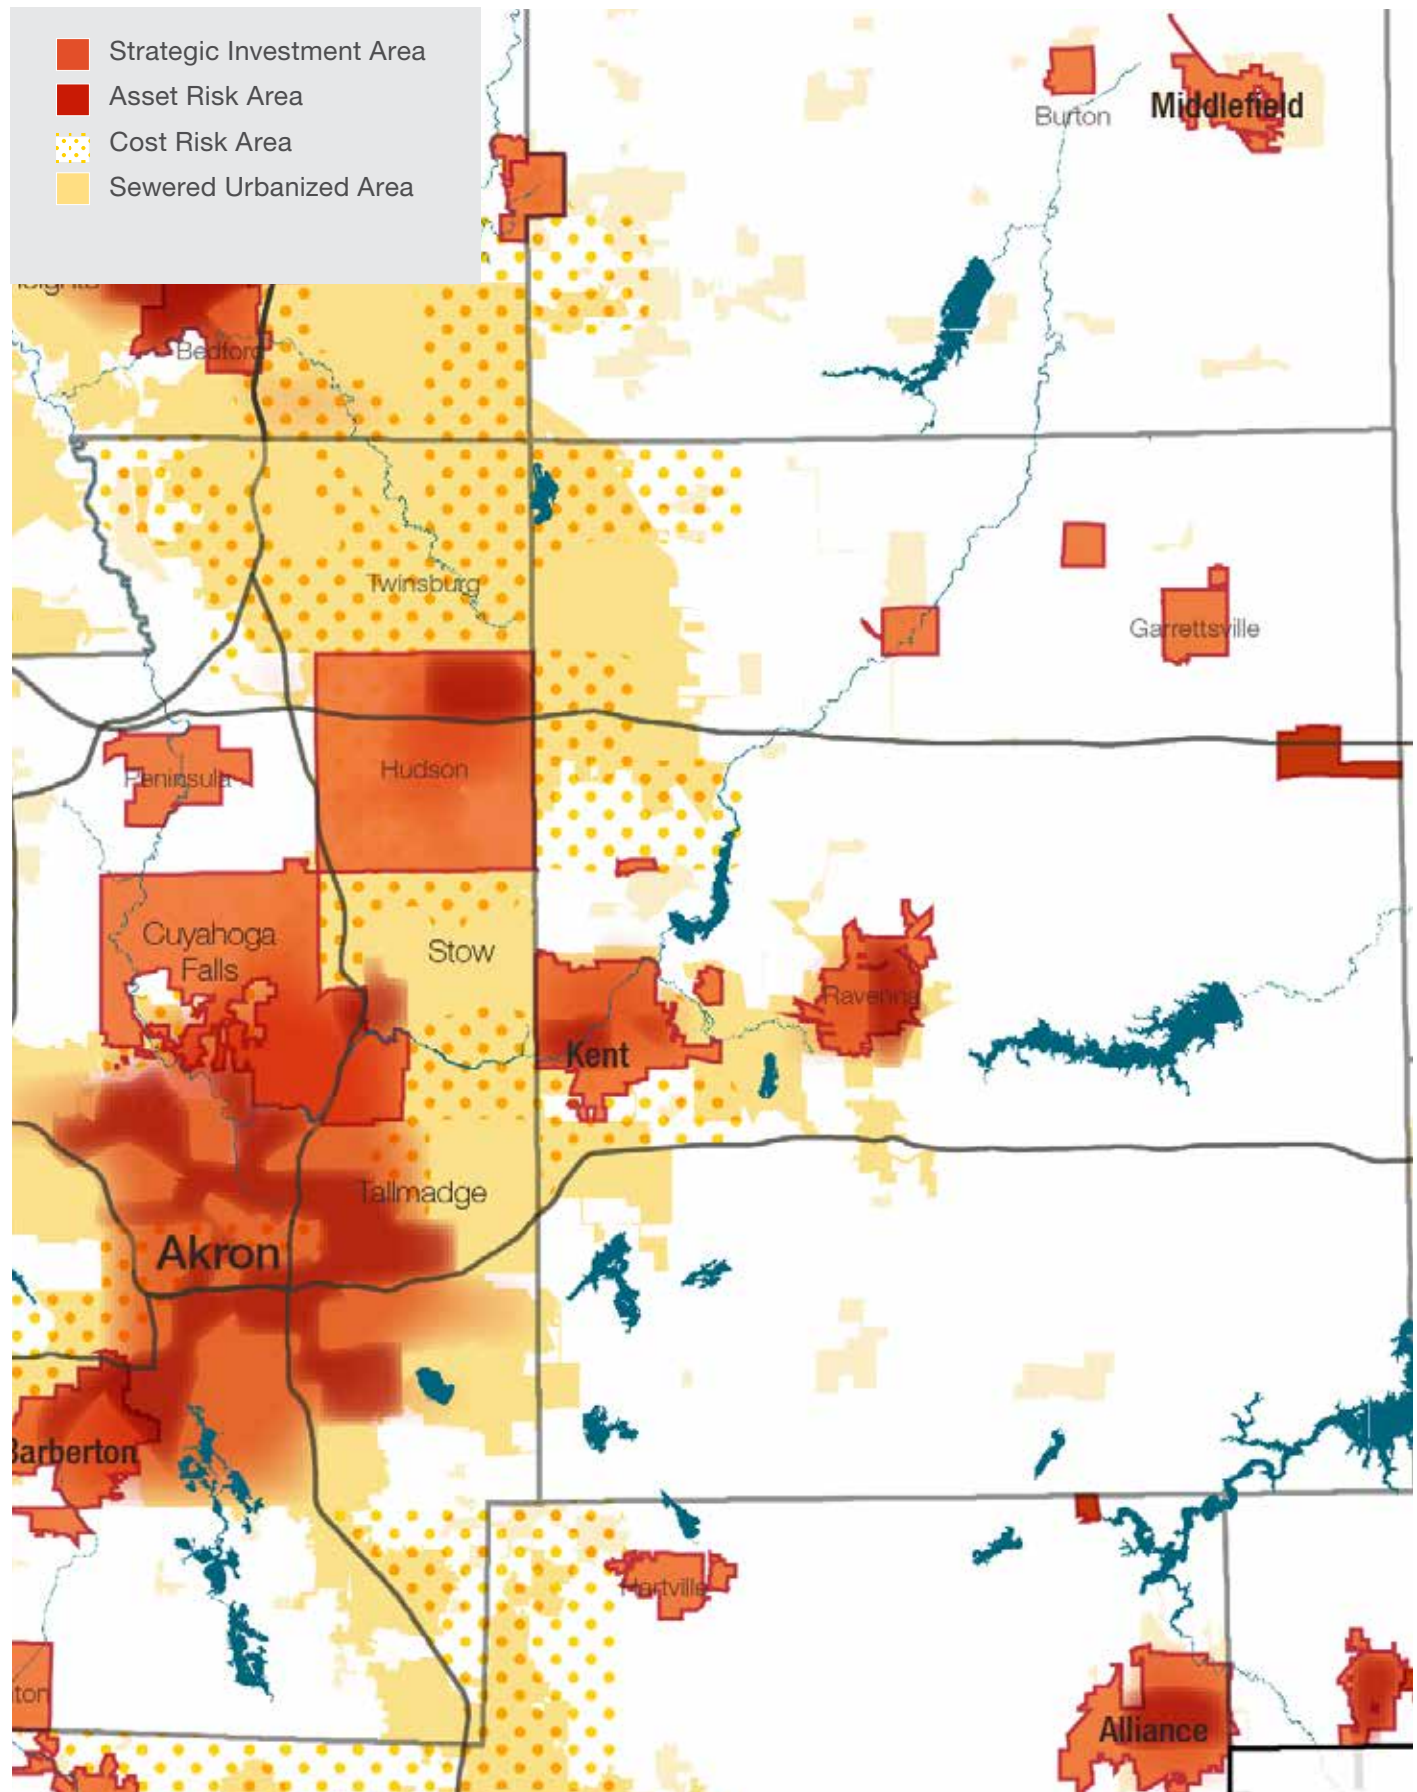 Strategic Investment Area
Asset Risk Area
Cost Risk Area
Sewered Urbanized Area
Burton
Middlefield
Bedford
Twinsburg
Garrettsville
Hudson
Peninsula
Cuyahoga
Falls
Stow
Ravenna
Kent
Tallmadge
Akron
Barberton
Hartville
ton
Alliance